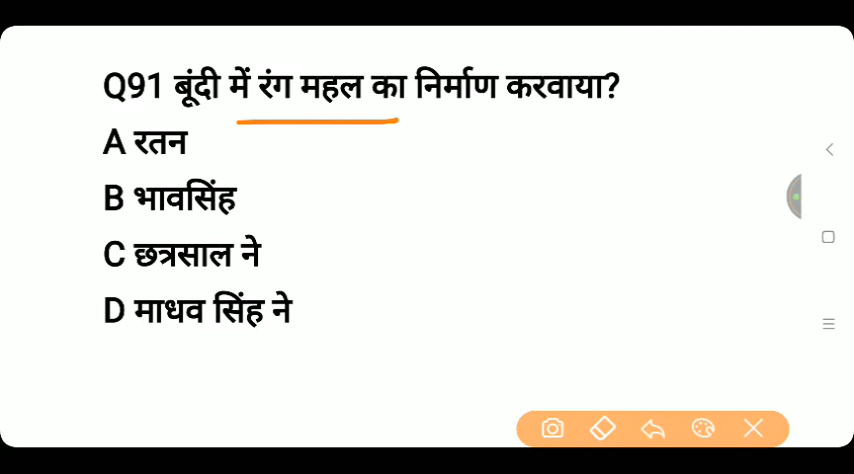 Q91 बूंदी में रंग महल का निर्माण करवाया?
A रतन
B भावसिंह
C छत्रसाल ने
D माधव सिंह ने